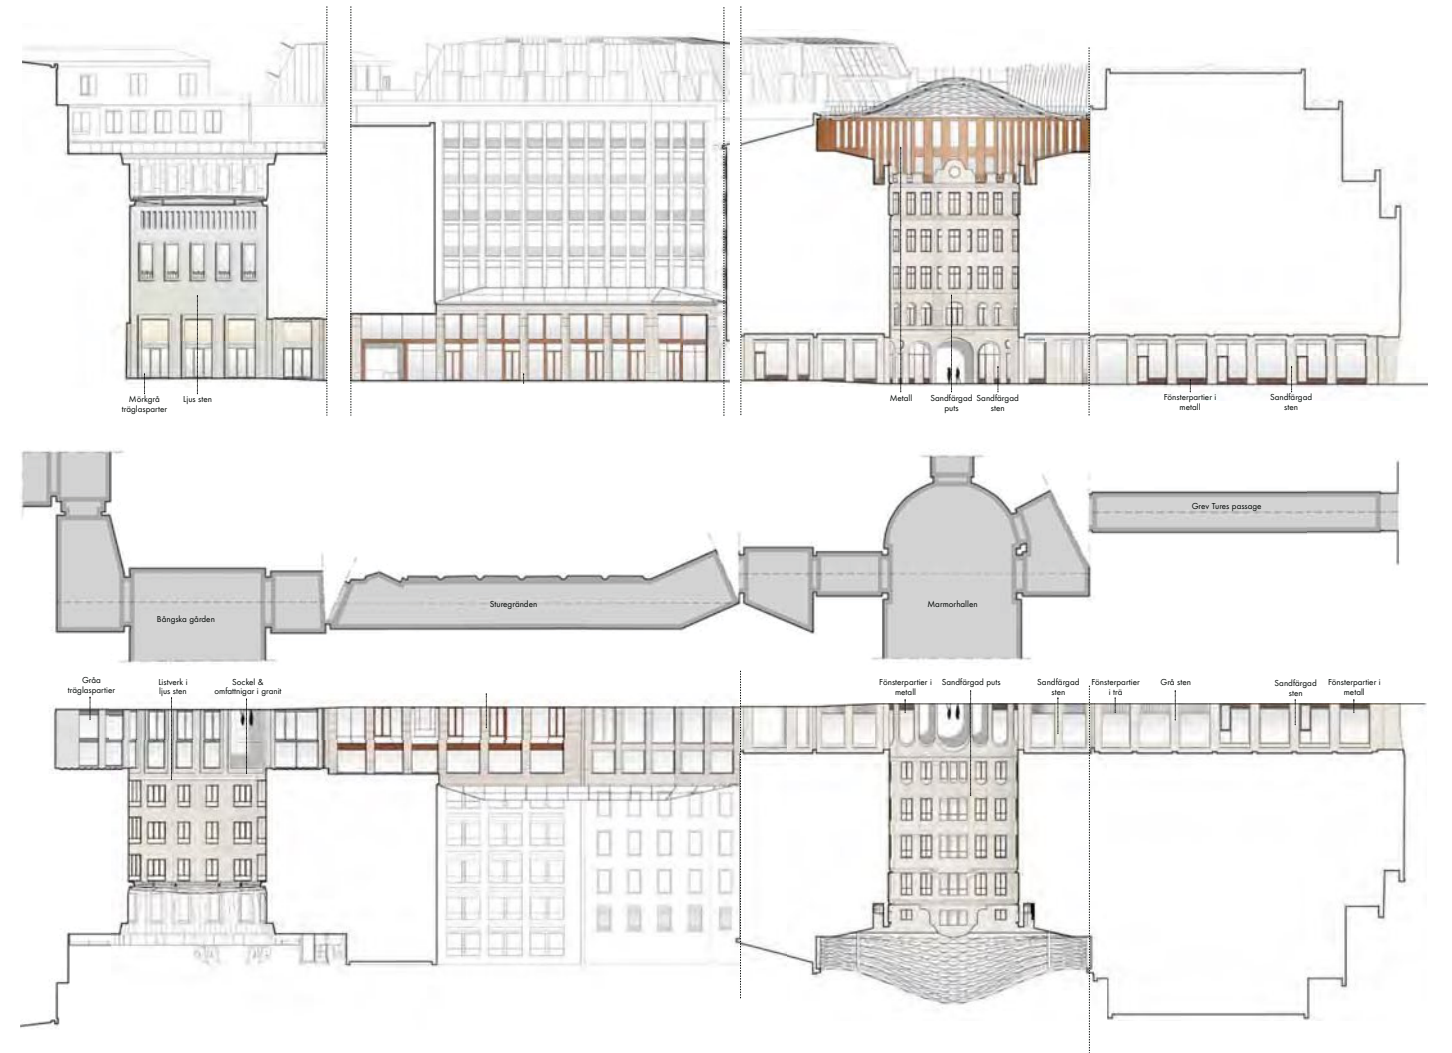 Mörkgrå
träglasparter
Ljus sten
Metall
Sandfärgad
puts
Sandfärgad
sten
Fönsterpartier i
metall
Sandfärgad
sten
Grev Tures passage
Bångska gården
Sturegränden
Marmorhallen
Gråa
träglaspartier
Listverk i
ljus sten
Sockel &
omfattnigar i granit
Fönsterpartier i
metall
Sandfärgad puts
Sandfärgad
sten
Fönsterpartier
i trä
Grå sten
Sandfärgad
sten
Fönsterpartier i
metall